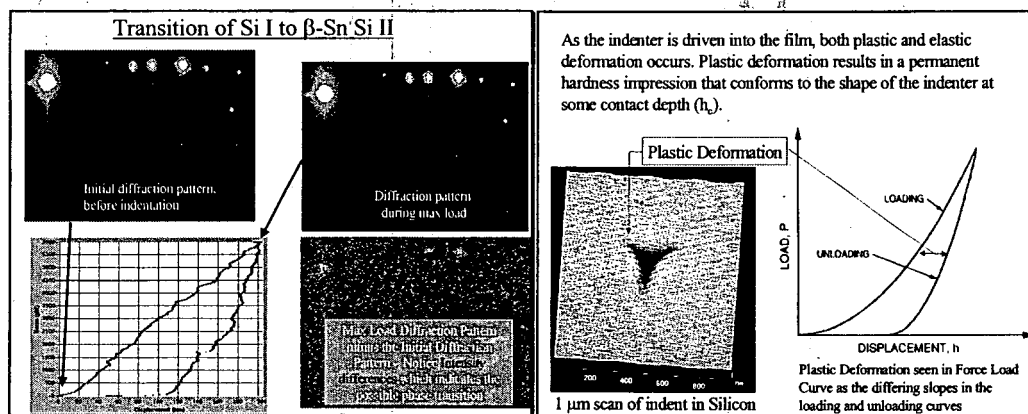 Transition of Si I to β-Sn Si II
Initial diffraction pattern,
before indentation
Diffraction pattern
during max load
Max Load Diffraction Pattern
minus the Initial Diffraction
Pattern. Notice Intensity
differences which indicates the
possible phase transition
As the indenter is driven into the film, both plastic and elastic
deformation occurs. Plastic deformation results in a permanent
hardness impression that conforms to the shape of the indenter at
some contact depth (hc).
Plastic Deformation
200
400
600
800
1 μm scan of indent in Silicon
LOAD, P
LOADING
UNLOADING
DISPLACEMENT, h
Plastic Deformation seen in Force Load
Curve as the differing slopes in the
loading and unloading curves